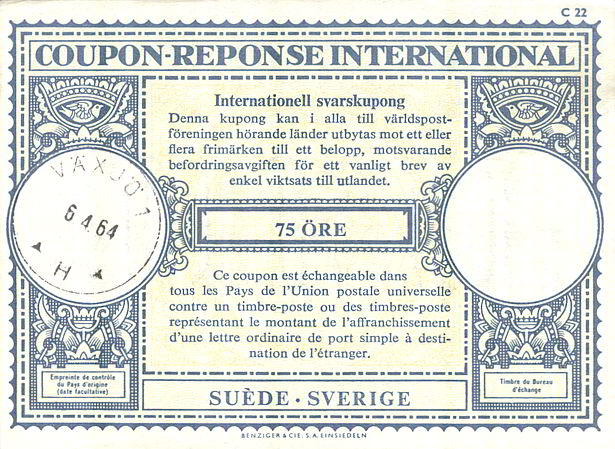 C 22
COUPON-REPONSE INTERNATIONAL
Internationell svarskupong
Denna kupong kan i alla till världspost-
föreningen hörande länder utbytas mot ett eller
flera frimärken till ett belopp, motsvarande
befordringsavgiften för ett vanligt brev av
enkel viktsats till utlandet.
VÄXJÖ 1
6 4.64
H
75 ÖRE
Ce coupon est échangeable dans
tous les Pays de l'Union postale universelle
contre un timbre-poste ou des timbres-poste
représentant le montant de l'affranchissement
d'une lettre ordinaire de port simple à desti-
nation de l'étranger.
Empreinte de contrôle
du Pays d'origine
(date facultative)
Timbre du Bureau
d'échange
SUÈDE · SVERIGE
BENZIGER & CIE. S.A. EINSIEDELN